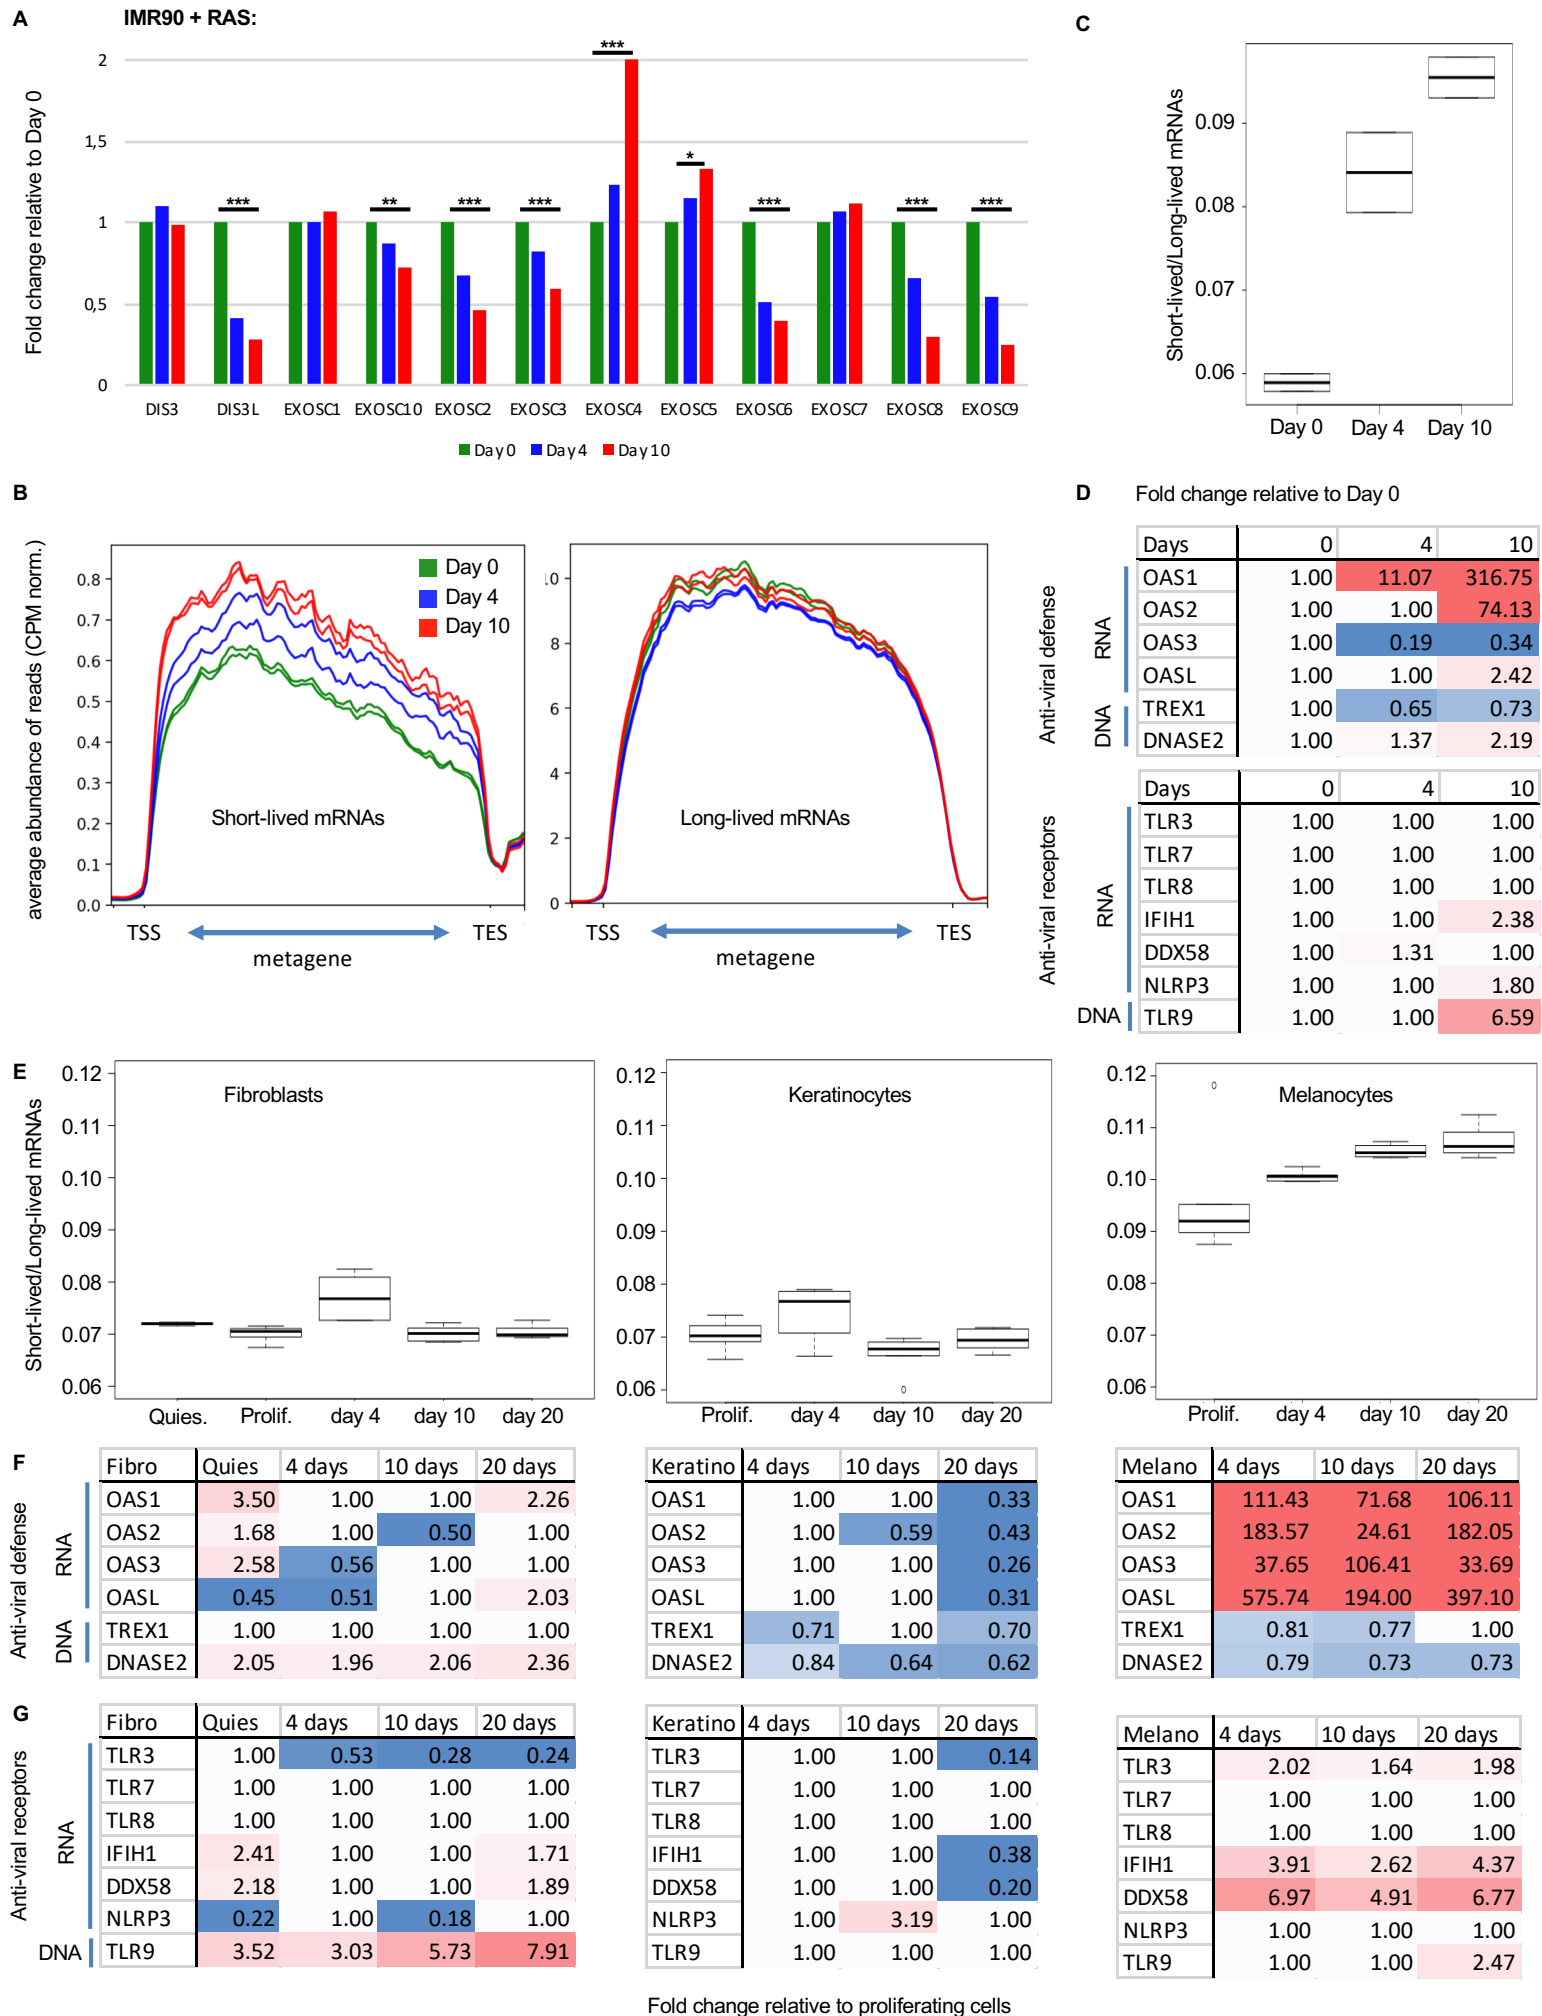 A
IMR90 + RAS:
Fold change relative to Day 0
2
1,5
1
0,5
0
***
**
***
***
***
*
***
***
***
DIS3
DIS3L
EXOSC1
EXOSC10
EXOSC2
EXOSC3
EXOSC4
EXOSC5
EXOSC6
EXOSC7
EXOSC8
EXOSC9
Day 0 Day 4 Day 10
C
Short-lived/Long-lived mRNAs
0.09
0.08
0.07
0.06
Day 0 Day 4 Day 10
B
average abundance of reads (CPM norm.)
0.8
0.7
0.6
0.5
0.4
0.3
0.2
0.1
0.0
Day 0
Day 4
Day 10
Short-lived mRNAs
TSS
TES
metagene
.0
8
6
4
2
0
Long-lived mRNAs
TSS
TES
metagene
D
Fold change relative to Day 0
Anti-viral defense
RNA
DNA
Days 0 4 10
OAS1 1.00 11.07 316.75
OAS2 1.00 1.00 74.13
OAS3 1.00 0.19 0.34
OASL 1.00 1.00 2.42
TREX1 1.00 0.65 0.73
DNASE2 1.00 1.37 2.19
Anti-viral receptors
RNA
DNA
Days 0 4 10
TLR3 1.00 1.00 1.00
TLR7 1.00 1.00 1.00
TLR8 1.00 1.00 1.00
IFIH1 1.00 1.00 2.38
DDX58 1.00 1.31 1.00
NLRP3 1.00 1.00 1.80
TLR9 1.00 1.00 6.59
E
Short-lived/Long-lived mRNAs
0.12
0.11
0.10
0.09
0.08
0.07
0.06
Fibroblasts
Quies. Prolif. day 4 day 10 day 20
0.12
0.11
0.10
0.09
0.08
0.07
0.06
Keratinocytes
Prolif. day 4 day 10 day 20
0.12
0.11
0.10
0.09
0.08
0.07
0.06
Melanocytes
Prolif. day 4 day 10 day 20
F
Anti-viral defense
RNA
DNA
Fibro Quies 4 days 10 days 20 days
OAS1 3.50 1.00 1.00 2.26
OAS2 1.68 1.00 0.50 1.00
OAS3 2.58 0.56 1.00 1.00
OASL 0.45 0.51 1.00 2.03
TREX1 1.00 1.00 1.00 1.00
DNASE2 2.05 1.96 2.06 2.36
Keratino 4 days 10 days 20 days
OAS1 1.00 1.00 0.33
OAS2 1.00 0.59 0.43
OAS3 1.00 1.00 0.26
OASL 1.00 1.00 0.31
TREX1 0.71 1.00 0.70
DNASE2 0.84 0.64 0.62
Melano 4 days 10 days 20 days
OAS1 111.43 71.68 106.11
OAS2 183.57 24.61 182.05
OAS3 37.65 106.41 33.69
OASL 575.74 194.00 397.10
TREX1 0.81 0.77 1.00
DNASE2 0.79 0.73 0.73
G
Anti-viral receptors
RNA
DNA
Fibro Quies 4 days 10 days 20 days
TLR3 1.00 0.53 0.28 0.24
TLR7 1.00 1.00 1.00 1.00
TLR8 1.00 1.00 1.00 1.00
IFIH1 2.41 1.00 1.00 1.71
DDX58 2.18 1.00 1.00 1.89
NLRP3 0.22 1.00 0.18 1.00
TLR9 3.52 3.03 5.73 7.91
Keratino 4 days 10 days 20 days
TLR3 1.00 1.00 0.14
TLR7 1.00 1.00 1.00
TLR8 1.00 1.00 1.00
IFIH1 1.00 1.00 0.38
DDX58 1.00 1.00 0.20
NLRP3 1.00 3.19 1.00
TLR9 1.00 1.00 1.00
Melano 4 days 10 days 20 days
TLR3 2.02 1.64 1.98
TLR7 1.00 1.00 1.00
TLR8 1.00 1.00 1.00
IFIH1 3.91 2.62 4.37
DDX58 6.97 4.91 6.77
NLRP3 1.00 1.00 1.00
TLR9 1.00 1.00 2.47
Fold change relative to proliferating cells